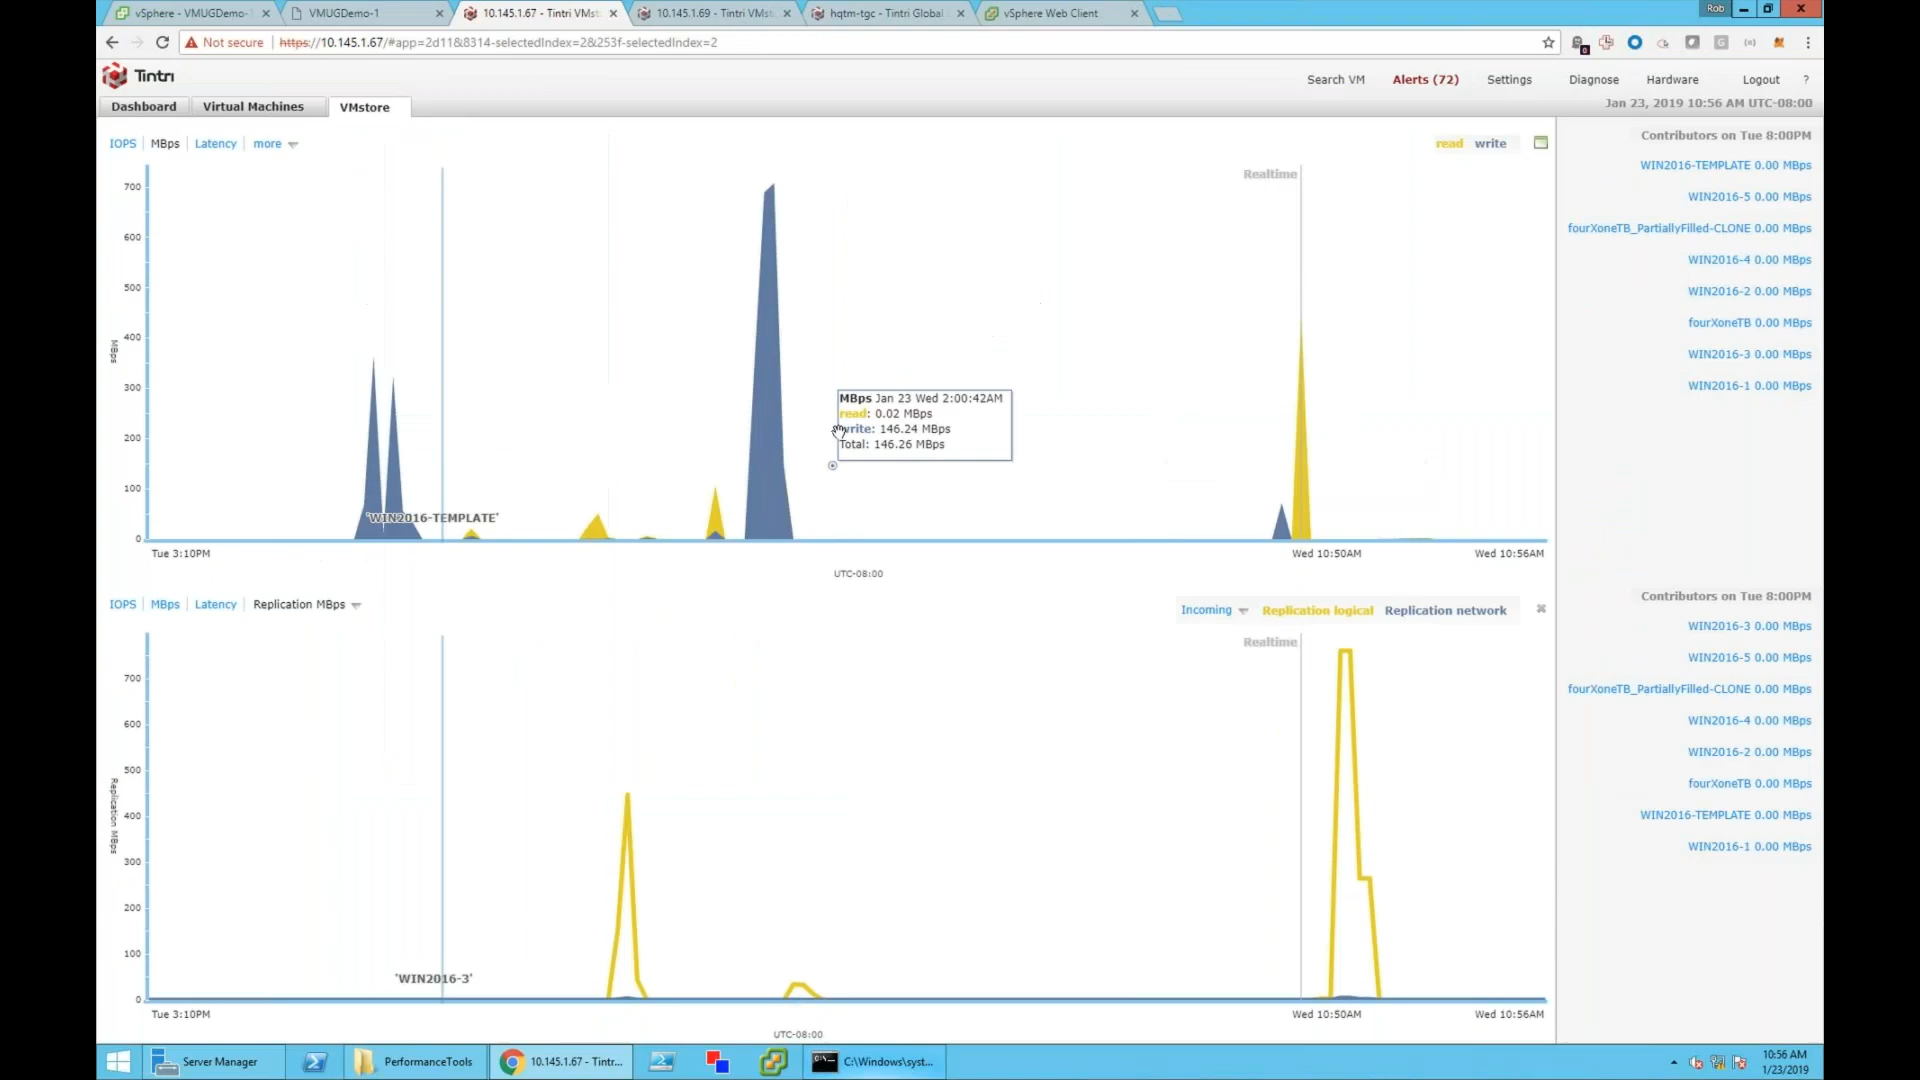 vSphere - VMUGDemo-
VMUGDemo-1
10.145.1.67 - Tintri VMst
10.145.1.69 - Tintri VMst
hqtm-tgc - Tintri Global
vSphere Web Client
Rob
Not secure
https://10.145.1.67/#app=2d11&8314-selectedIndex=2&253f-selectedIndex=2
Tintri
Search VM
Alerts (72)
Settings
Diagnose
Hardware
Logout
?
Dashboard
Virtual Machines
VMstore
Jan 23, 2019 10:56 AM UTC-08:00
IOPS
MBps
Latency
more
read
write
Contributors on Tue 8:00PM
WIN2016-TEMPLATE 0.00 MBps
WIN2016-5 0.00 MBps
fourXoneTB_PartiallyFilled-CLONE 0.00 MBps
WIN2016-4 0.00 MBps
WIN2016-2 0.00 MBps
fourXoneTB 0.00 MBps
WIN2016-3 0.00 MBps
WIN2016-1 0.00 MBps
Realtime
700
600
500
400
300
200
100
0
MBps
MBps Jan 23 Wed 2:00:42AM
read: 0.02 MBps
write: 146.24 MBps
Total: 146.26 MBps
'WIN2016-TEMPLATE'
Tue 3:10PM
Wed 10:50AM
Wed 10:56AM
UTC-08:00
IOPS
MBps
Latency
Replication MBps
Incoming
Replication logical
Replication network
Contributors on Tue 8:00PM
WIN2016-3 0.00 MBps
WIN2016-5 0.00 MBps
fourXoneTB_PartiallyFilled-CLONE 0.00 MBps
WIN2016-4 0.00 MBps
WIN2016-2 0.00 MBps
fourXoneTB 0.00 MBps
WIN2016-TEMPLATE 0.00 MBps
WIN2016-1 0.00 MBps
Realtime
700
600
500
400
300
200
100
0
Replication MBps
'WIN2016-3'
Tue 3:10PM
Wed 10:50AM
Wed 10:56AM
UTC-08:00
Server Manager
PerformanceTools
10.145.1.67 - Tintr...
C:\Windows\syst...
10:56 AM
1/23/2019